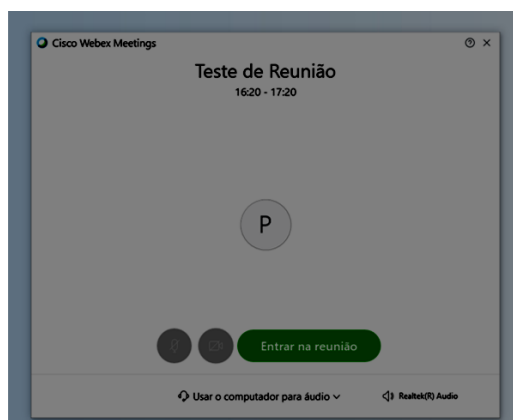 Cisco Webex Meetings
Teste de Reunião
16:20 - 17:20
P
Entrar na reunião
Usar o computador para áudio
Realtek(R) Audio